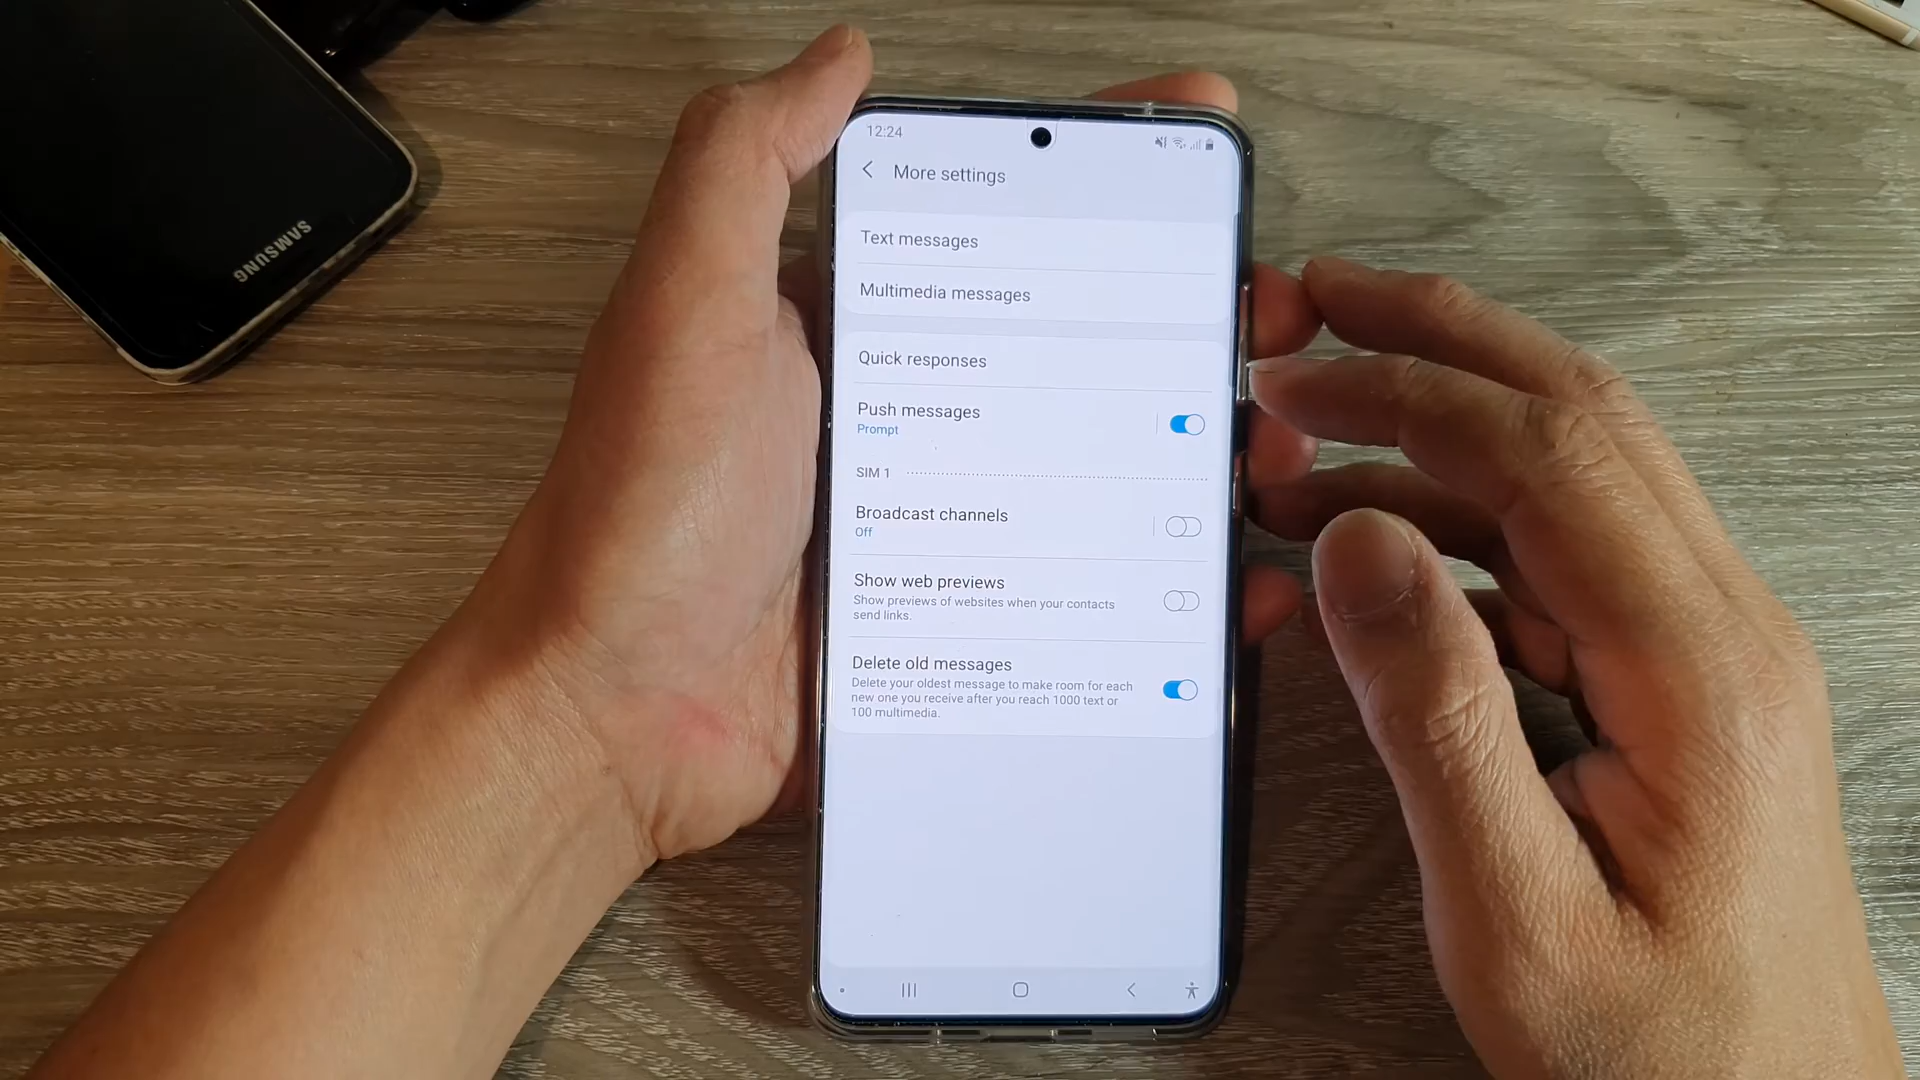 SAMSUNG
12:24
More settings
Text messages
Multimedia messages
Quick responses
Push messages
Prompt
SIM 1
Broadcast channels
Off
Show web previews
Show previews of websites when your contacts
send links.
Delete old messages
Delete your oldest message to make room for each
new one you receive after you reach 1000 text or
100 multimedia.